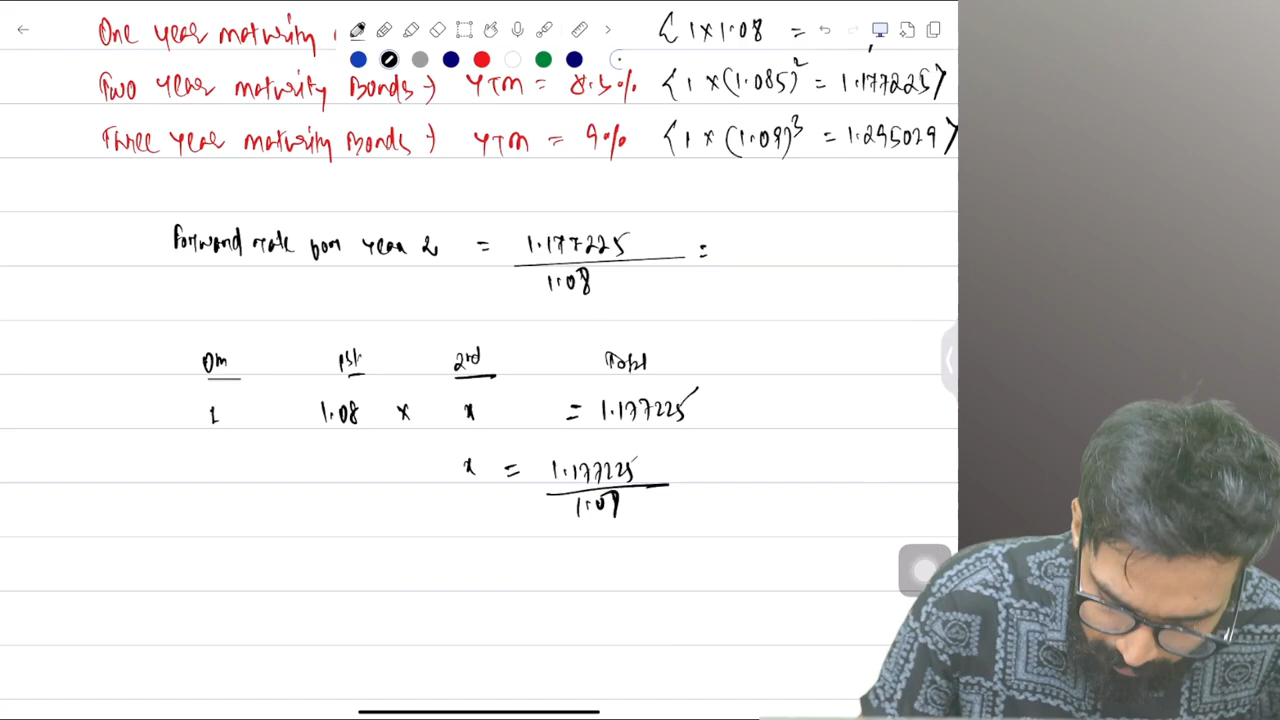 One year maturity {1 x 1.08 =
Two year maturity Bonds → YTM = 8.5% {1 x (1.085)² = 1.177225}
Three year maturity Bonds → YTM = 9% {1 x (1.09)³ = 1.295029}
Forward rate for year 2 = 1.177225 / 1.08 =
0m 1st 2nd Total
1 1.08 x x = 1.177225
x = 1.177225 / 1.08